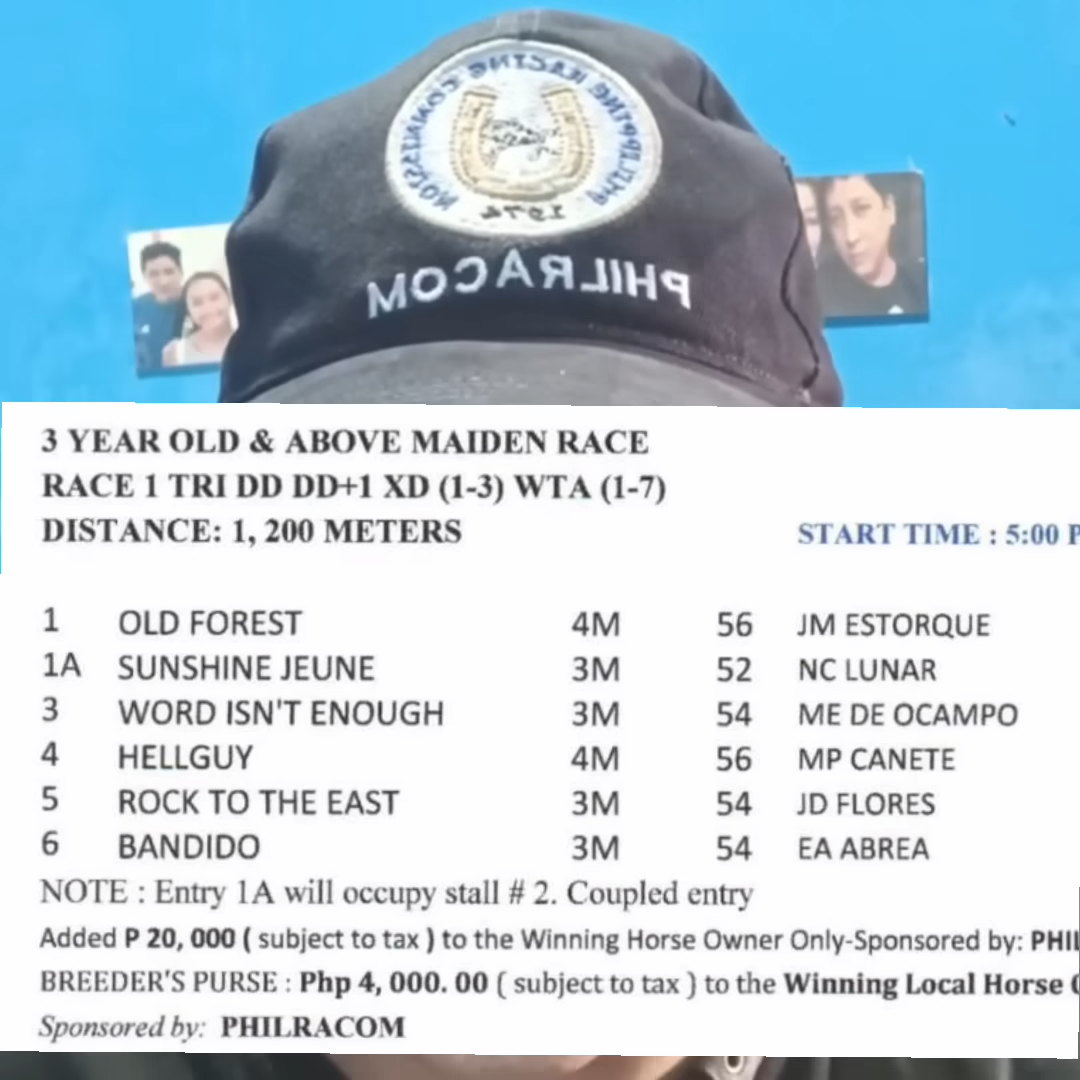 PHILIPPINE RACING COMMISSION
1974
PHILRACOM
3 YEAR OLD & ABOVE MAIDEN RACE
RACE 1 TRI DD DD+1 XD (1-3) WTA (1-7)
DISTANCE: 1, 200 METERS START TIME : 5:00 P
1 OLD FOREST 4M 56 JM ESTORQUE
1A SUNSHINE JEUNE 3M 52 NC LUNAR
3 WORD ISN'T ENOUGH 3M 54 ME DE OCAMPO
4 HELLGUY 4M 56 MP CANETE
5 ROCK TO THE EAST 3M 54 JD FLORES
6 BANDIDO 3M 54 EA ABREA
NOTE : Entry 1A will occupy stall # 2. Coupled entry
Added P 20, 000 ( subject to tax ) to the Winning Horse Owner Only-Sponsored by: PHIL
BREEDER'S PURSE : Php 4, 000. 00 ( subject to tax ) to the Winning Local Horse
Sponsored by: PHILRACOM